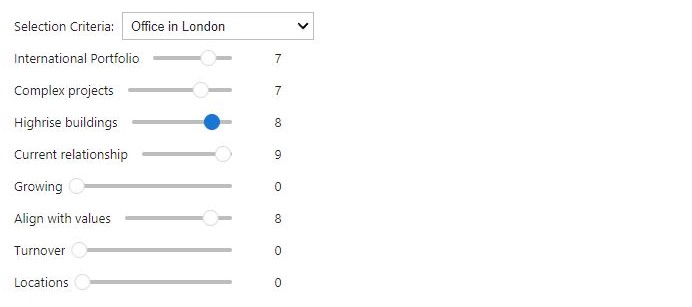 Selection Criteria: Office in London
International Portfolio 7
Complex projects 7
Highrise buildings 8
Current relationship 9
Growing 0
Align with values 8
Turnover 0
Locations 0